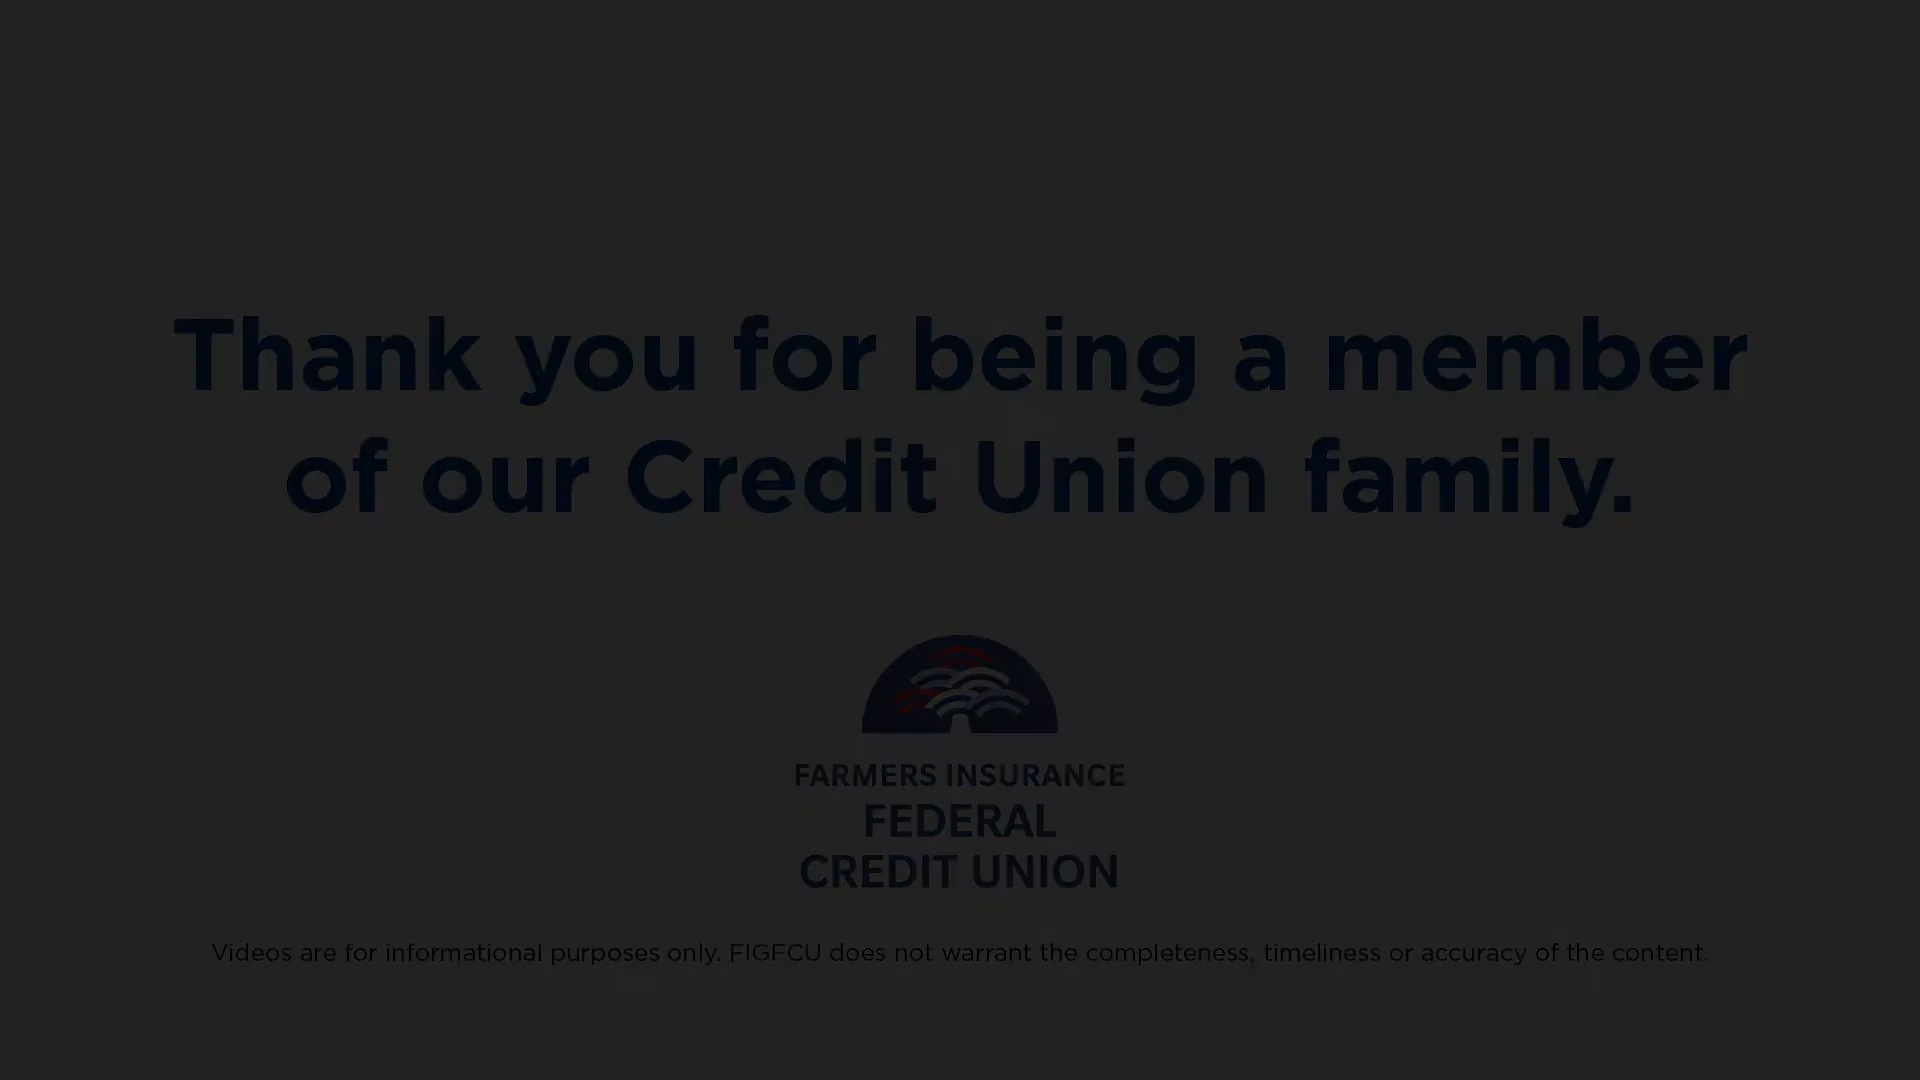 Thank you for being a member
of our Credit Union family.
FARMERS INSURANCE
FEDERAL
CREDIT UNION
Videos are for informational purposes only. FIGFCU does not warrant the completeness, timeliness or accuracy of the content.